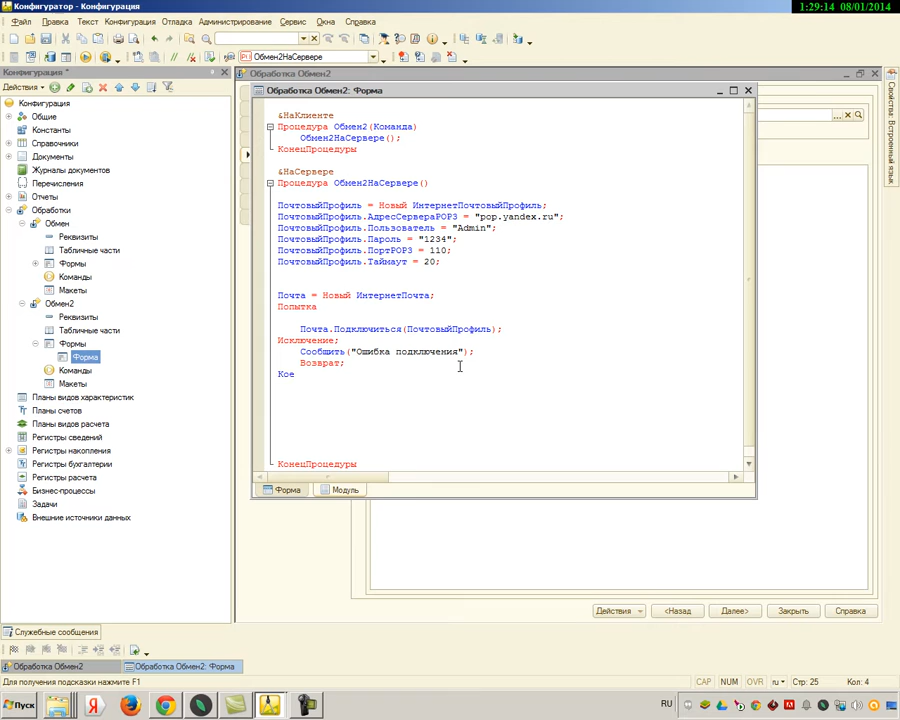 Конфигуратор - Конфигурация
1:29:14 08/01/2014
Файл Правка Текст Конфигурация Отладка Администрирование Сервис Окна Справка
Обмен2НаСервере
Конфигурация *
Обработка Обмен2
Действия
Обработка Обмен2: Форма
Конфигурация
Общие
Константы
Справочники
Документы
Журналы документов
Перечисления
Отчеты
Обработки
Обмен
Реквизиты
Табличные части
Формы
Команды
Макеты
Обмен2
Реквизиты
Табличные части
Формы
Форма
Команды
Макеты
Планы видов характеристик
Планы счетов
Планы видов расчета
Регистры сведений
Регистры накопления
Регистры бухгалтерии
Регистры расчета
Бизнес-процессы
Задачи
Внешние источники данных
&НаКлиенте
Процедура Обмен2(Команда)
Обмен2НаСервере();
КонецПроцедуры
&НаСервере
Процедура Обмен2НаСервере()
ПочтовыйПрофиль = Новый ИнтернетПочтовыйПрофиль;
ПочтовыйПрофиль.АдресСервераPOP3 = "pop.yandex.ru";
ПочтовыйПрофиль.Пользователь = "Admin";
ПочтовыйПрофиль.Пароль = "1234";
ПочтовыйПрофиль.ПортPOP3 = 110;
ПочтовыйПрофиль.Таймаут = 20;
Почта = Новый ИнтернетПочта;
Попытка
Почта.Подключиться(ПочтовыйПрофиль);
Исключение;
Сообщить("Ошибка подключения");
Возврат;
Кое
КонецПроцедуры
Форма Модуль
Свойства: Встроенный язык
Действия <Назад Далее> Закрыть Справка
Служебные сообщения
Обработка Обмен2 Обработка Обмен2: Форма
Для получения подсказки нажмите F1
CAP NUM OVR ru Стр: 25 Кол: 4
Пуск
RU